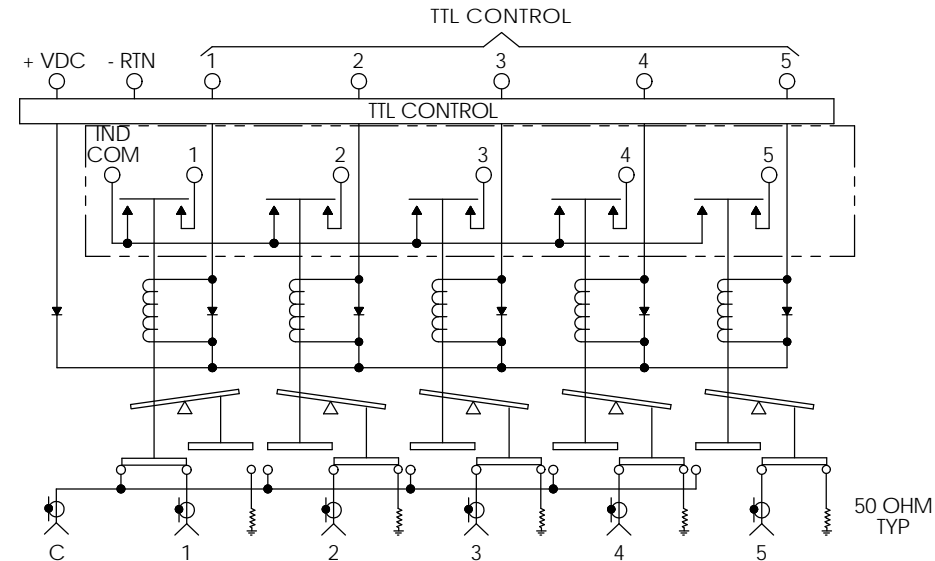 TTL CONTROL
+ VDC - RTN 1 2 3 4 5
TTL CONTROL
IND
COM 1 2 3 4 5
50 OHM
TYP
C 1 2 3 4 5